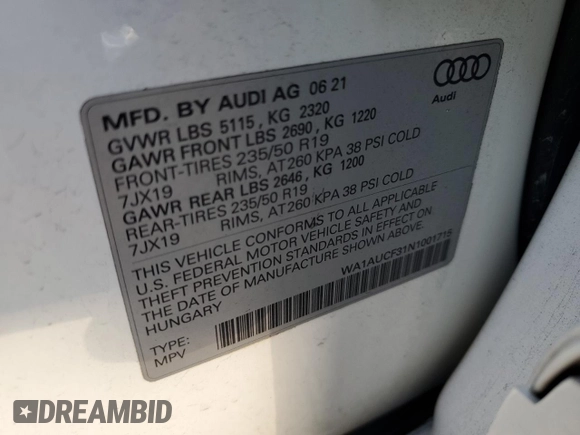 MFD. BY AUDI AG 06 21
GVWR LBS 5115, KG 2320
GAWR FRONT LBS 2690, KG 1220
FRONT-TIRES 235/50 R19
7JX19 RIMS, AT260 KPA 38 PSI COLD
GAWR REAR LBS 2646, KG 1200
REAR-TIRES 235/50 R19
7JX19 RIMS, AT260 KPA 38 PSI COLD
THIS VEHICLE CONFORMS TO ALL APPLICABLE
U.S. FEDERAL MOTOR VEHICLE SAFETY AND
THEFT PREVENTION STANDARDS IN EFFECT ON
THE DATE OF MANUFACTURE SHOWN ABOVE.
HUNGARY
WA1AUCF31N1001715
TYPE:
MPV
Audi
DREAMBID